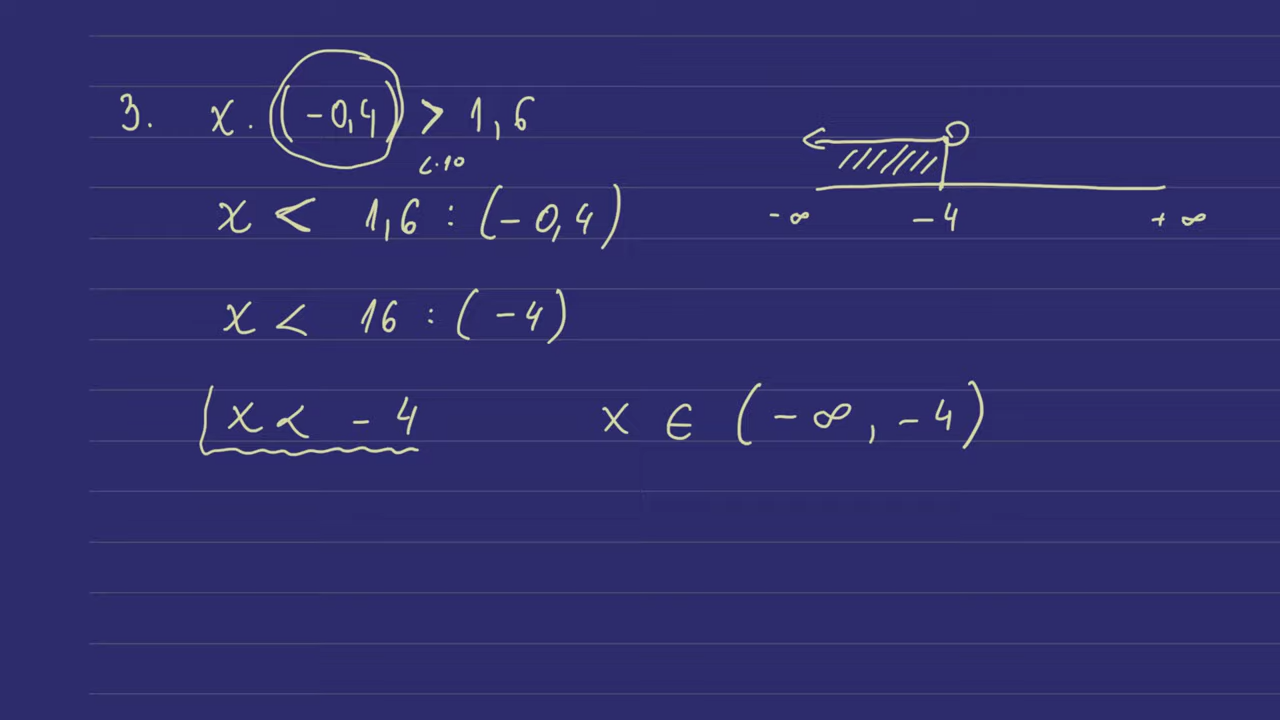 3. x · (-0,4) > 1,6
x < 1,6 : (-0,4)
x < 16 : (-4)
x < -4
x ∈ (-∞, -4)
-∞ -4 +∞